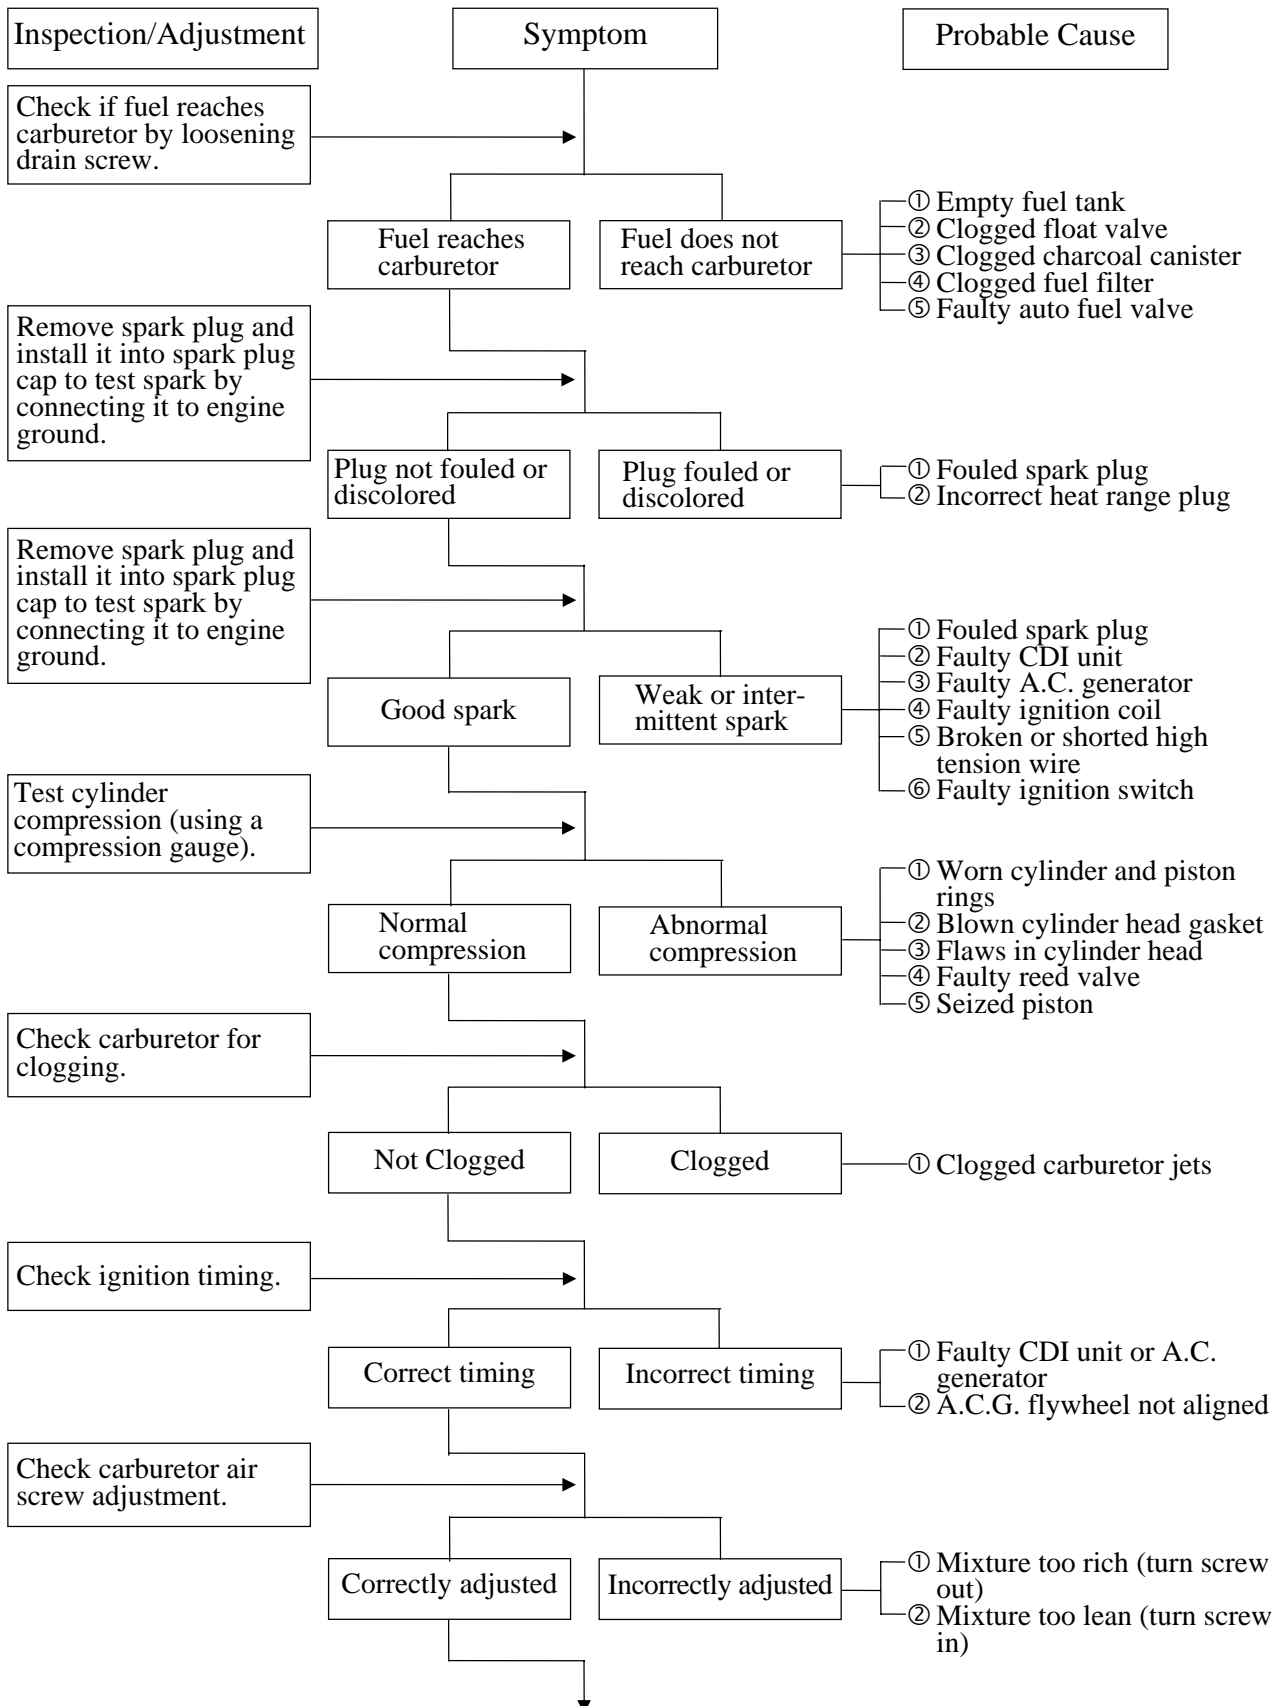 Inspection/Adjustment
Symptom
Probable Cause
Check if fuel reaches
carburetor by loosening
drain screw.
Fuel reaches
carburetor
Fuel does not
reach carburetor
① Empty fuel tank
② Clogged float valve
③ Clogged charcoal canister
④ Clogged fuel filter
⑤ Faulty auto fuel valve
Remove spark plug and
install it into spark plug
cap to test spark by
connecting it to engine
ground.
Plug not fouled or
discolored
Plug fouled or
discolored
① Fouled spark plug
② Incorrect heat range plug
Remove spark plug and
install it into spark plug
cap to test spark by
connecting it to engine
ground.
Good spark
Weak or inter-
mittent spark
① Fouled spark plug
② Faulty CDI unit
③ Faulty A.C. generator
④ Faulty ignition coil
⑤ Broken or shorted high
tension wire
⑥ Faulty ignition switch
Test cylinder
compression (using a
compression gauge).
Normal
compression
Abnormal
compression
① Worn cylinder and piston
rings
② Blown cylinder head gasket
③ Flaws in cylinder head
④ Faulty reed valve
⑤ Seized piston
Check carburetor for
clogging.
Not Clogged
Clogged
① Clogged carburetor jets
Check ignition timing.
Correct timing
Incorrect timing
① Faulty CDI unit or A.C.
generator
② A.C.G. flywheel not aligned
Check carburetor air
screw adjustment.
Correctly adjusted
Incorrectly adjusted
① Mixture too rich (turn screw
out)
② Mixture too lean (turn screw
in)